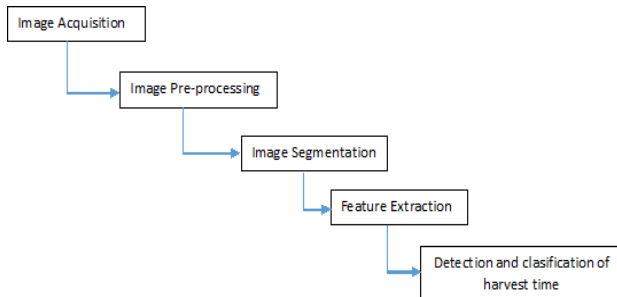 Image Acquisition
Image Pre-processing
Image Segmentation
Feature Extraction
Detection and clasification of
harvest time